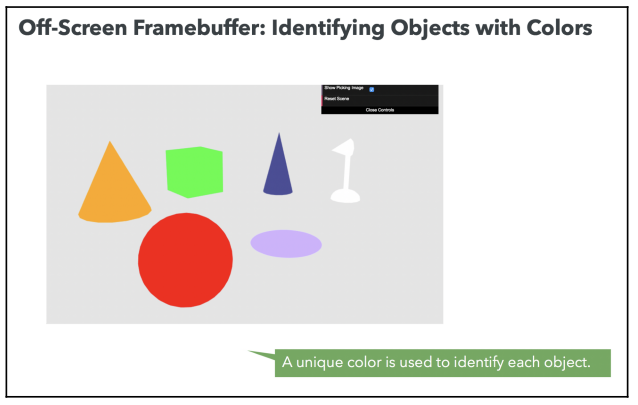 Off-Screen Framebuffer: Identifying Objects with Colors
Show Picking Image
Reset Scene
Close Controls
A unique color is used to identify each object.